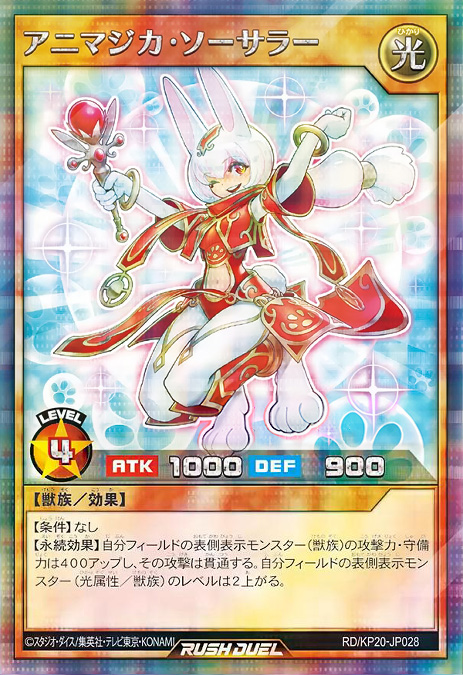 アニマジカ・ソーサラー
ひかり
光
LEVEL
4
ATK 1000 DEF 900
【獣族／効果】
【条件】なし
【永続効果】自分フィールドの表側表示モンスター(獣族)の攻撃力・守備
力は400アップし、その攻撃は貫通する。自分フィールドの表側表示モン
スター(光属性／獣族)のレベルは2上がる。
©スタジオ・ダイス/集英社・テレビ東京・KONAMI
RUSH DUEL
RD/KP20-JP028